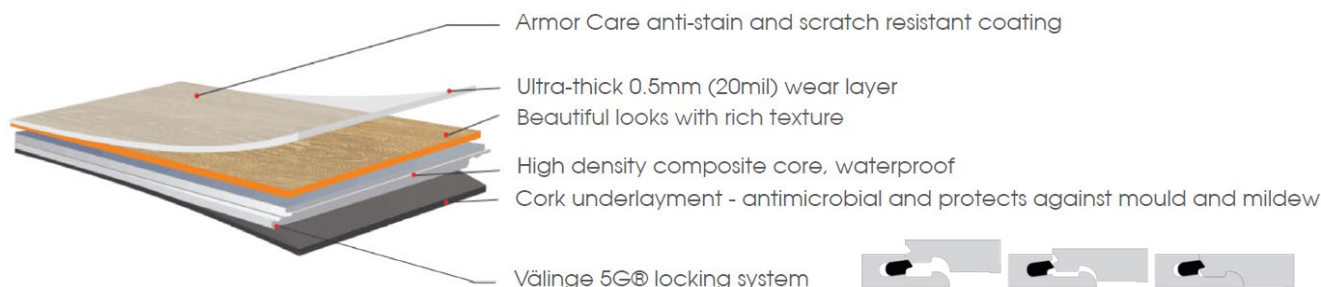 Armor Care anti-stain and scratch resistant coating
Ultra-thick 0.5mm (20mil) wear layer
Beautiful looks with rich texture
High density composite core, waterproof
Cork underlayment - antimicrobial and protects against mould and mildew
Välinge 5G® locking system